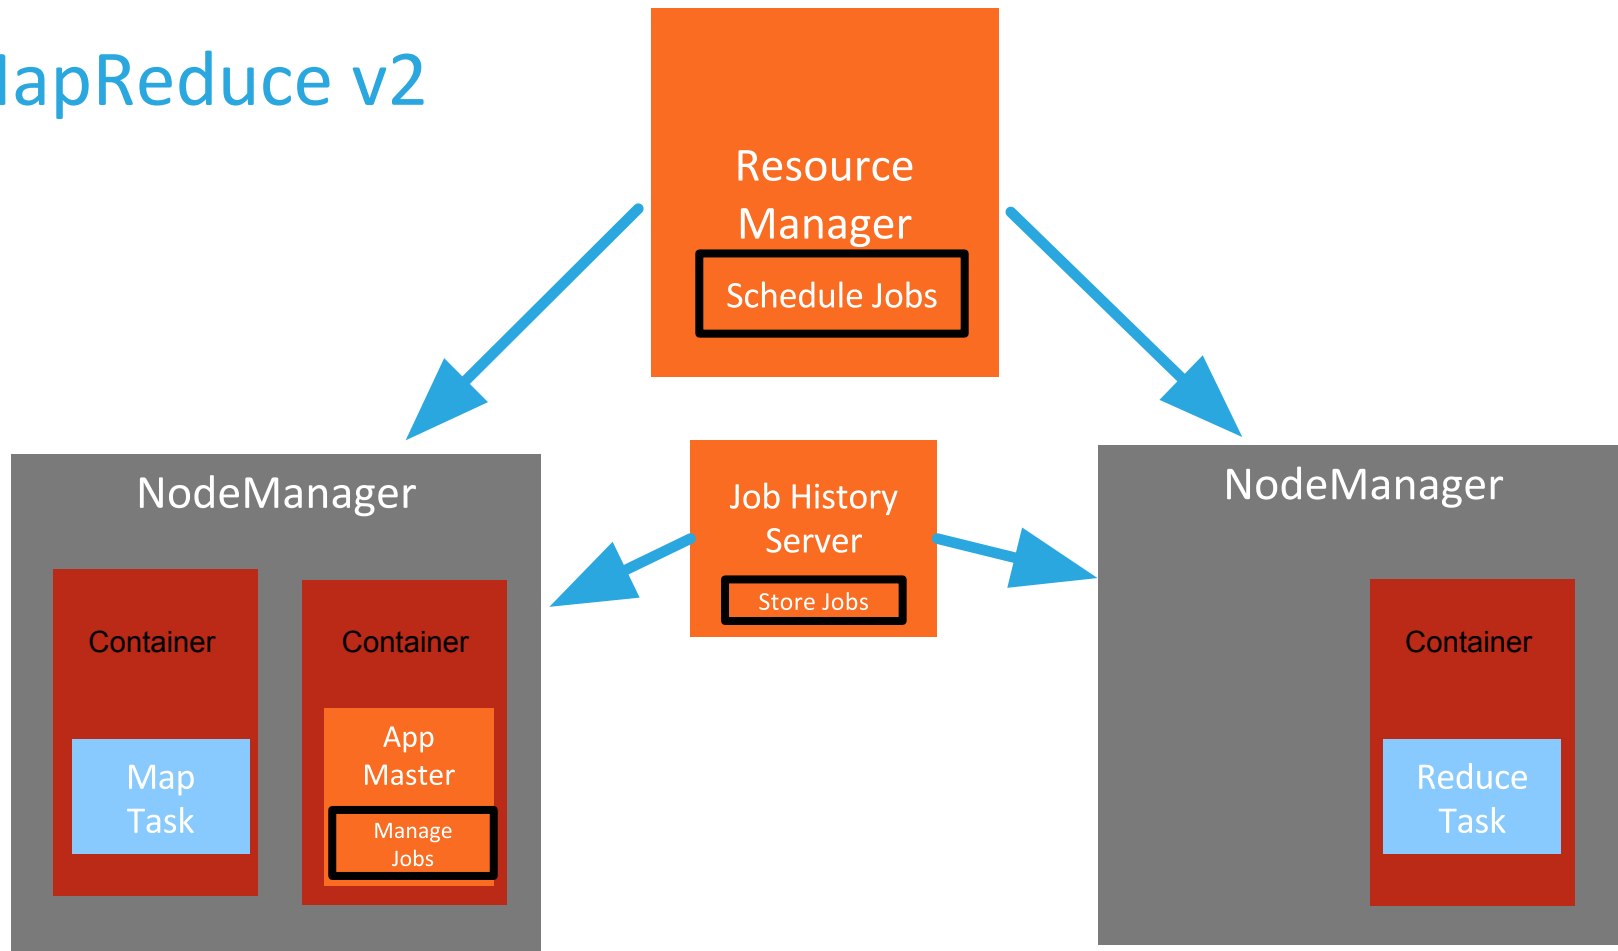 MapReduce v2
Resource
Manager
Schedule Jobs
NodeManager
Job History
Server
Store Jobs
NodeManager
Container
Container
Container
Map
Task
App
Master
Manage
Jobs
Reduce
Task